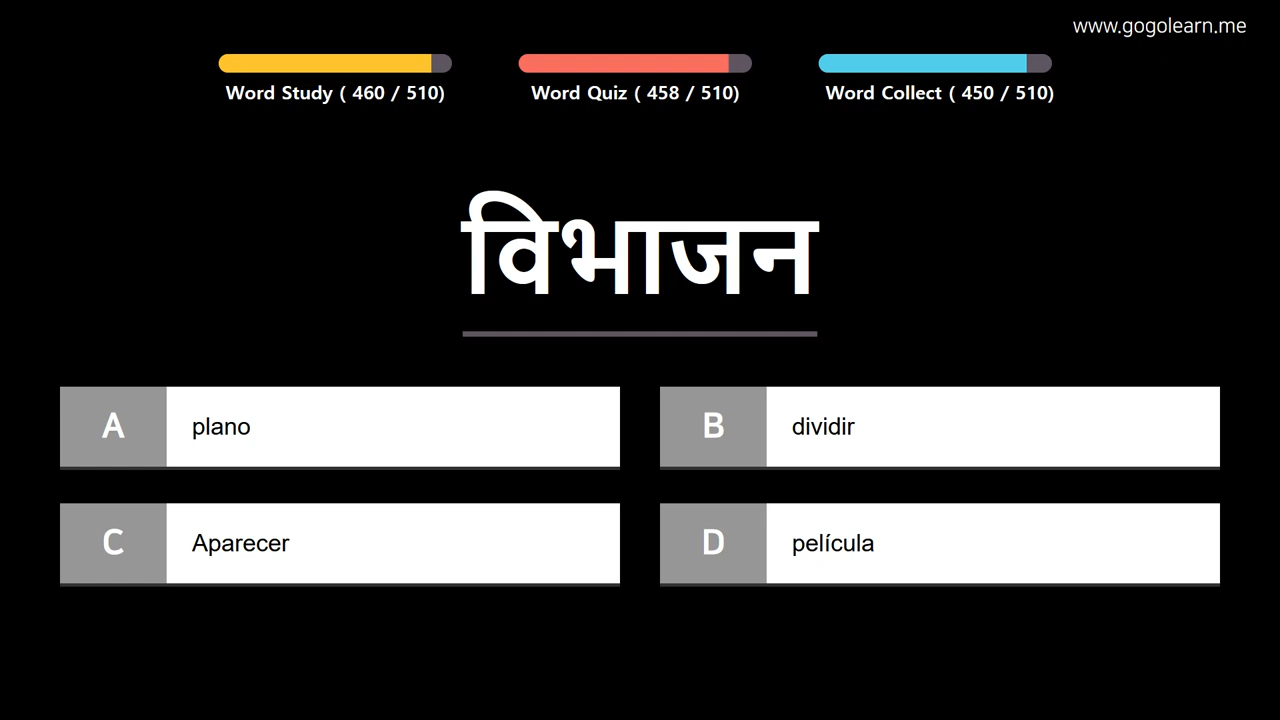 www.gogolearn.me
Word Study ( 460 / 510)
Word Quiz ( 458 / 510)
Word Collect ( 450 / 510)
विभाजन
A
plano
B
dividir
C
Aparecer
D
película